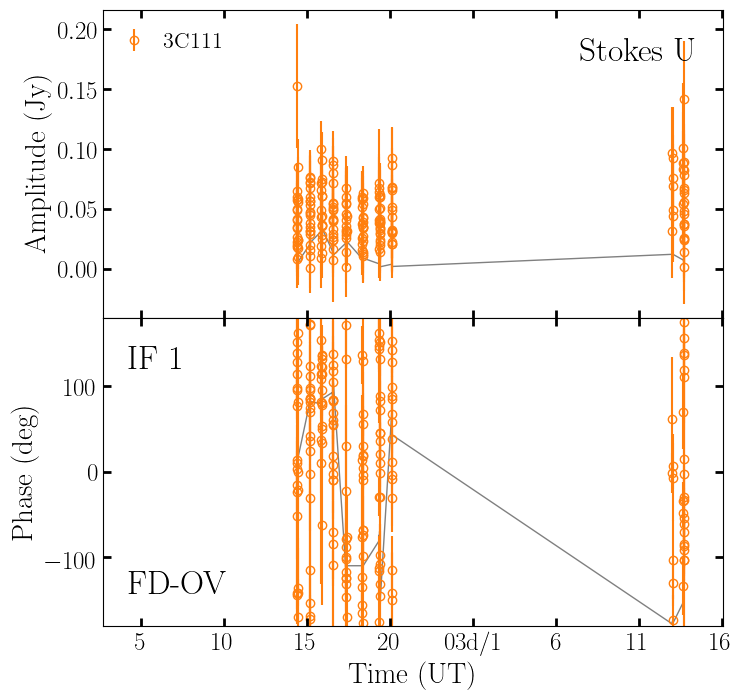 3C111
Stokes U
0.20
0.15
0.10
0.05
0.00
Amplitude (Jy)
IF 1
100
0
−100
Phase (deg)
FD-OV
5 10 15 20 03d/1 6 11 16
Time (UT)